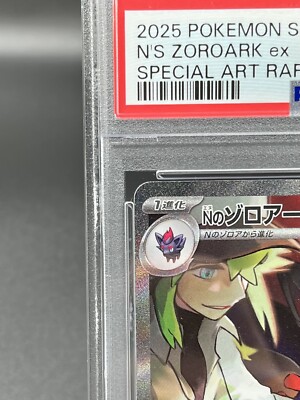 2025 POKEMON S
N'S ZOROARK ex
SPECIAL ART RAR
1進化
Nのゾロアー
Nのゾロアから進化